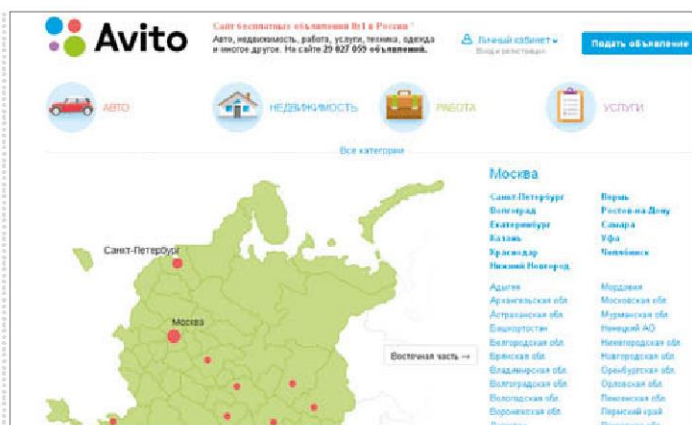 Avito
Сайт бесплатных объявлений №1 в России
Авто, недвижимость, работа, услуги, техника, одежда
и многое другое. На сайте 29 827 059 объявлений.
Личный кабинет
Вход и регистрация
Подать объявление
АВТО
НЕДВИЖИМОСТЬ
РАБОТА
УСЛУГИ
Все категории
Санкт-Петербург
Москва
Восточная часть →
Москва
Санкт-Петербург Пермь
Волгоград Ростов-на-Дону
Екатеринбург Самара
Казань Уфа
Краснодар Челябинск
Нижний Новгород
Адыгея Мордовия
Архангельская обл. Московская обл.
Астраханская обл. Мурманская обл.
Башкортостан Ненецкий АО
Белгородская обл. Нижегородская обл.
Брянская обл. Новгородская обл.
Владимирская обл. Оренбургская обл.
Волгоградская обл. Орловская обл.
Вологодская обл. Пензенская обл.
Воронежская обл. Пермский край